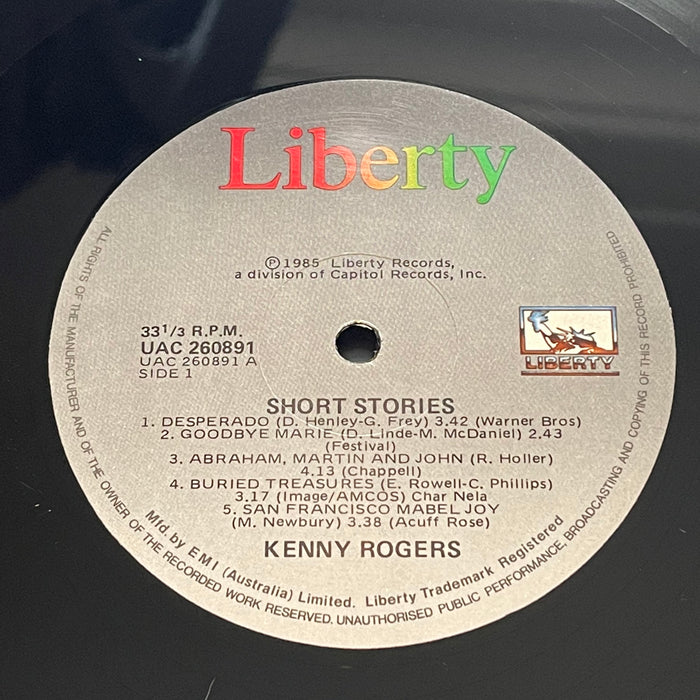 Liberty
℗1985 Liberty Records,
a division of Capitol Records, Inc.
33 1/3 R.P.M.
UAC 260891
UAC 260891 A
SIDE 1
LIBERTY
SHORT STORIES
1. DESPERADO (D. Henley-G. Frey) 3.42 (Warner Bros)
2. GOODBYE MARIE (D. Linde-M. McDaniel) 2.43
(Festival)
3. ABRAHAM, MARTIN AND JOHN (R. Holler)
4.13 (Chappell)
4. BURIED TREASURES (E. Rowell-C. Phillips)
3.17 (Image/AMCOS) Char Nela
5. SAN FRANCISCO MABEL JOY
(M. Newbury) 3.38 (Acuff Rose)
KENNY ROGERS
Mfd. by EMI (Australia) Limited. Liberty Trademark Registered
ALL RIGHTS OF THE MANUFACTURER AND OF THE OWNER OF THE RECORDED WORK RESERVED. UNAUTHORISED PUBLIC PERFORMANCE, BROADCASTING AND COPYING OF THIS RECORD PROHIBITED